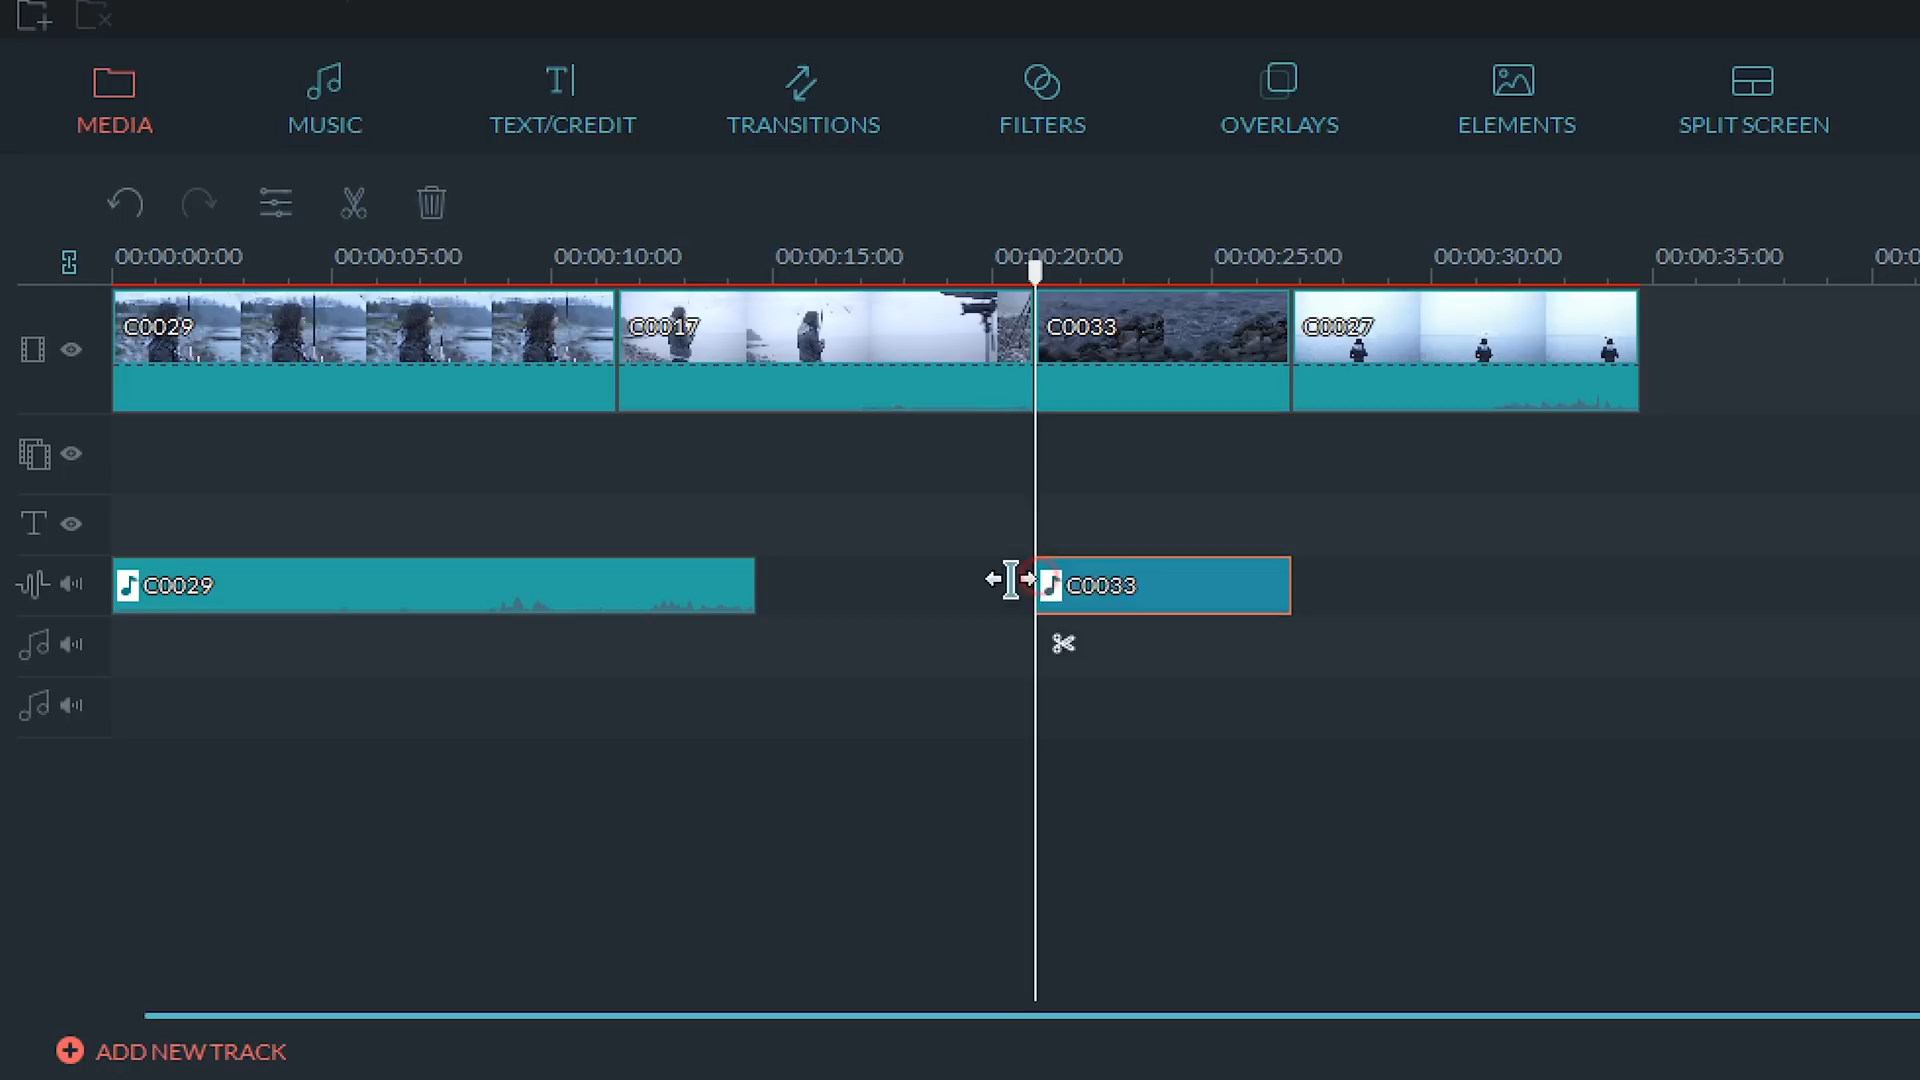 MEDIA
MUSIC
TEXT/CREDIT
TRANSITIONS
FILTERS
OVERLAYS
ELEMENTS
SPLIT SCREEN
00:00:00:00
00:00:05:00
00:00:10:00
00:00:15:00
00:00:20:00
00:00:25:00
00:00:30:00
00:00:35:00
00:0
C0029
C0017
C0033
C0027
C0029
C0033
ADD NEW TRACK